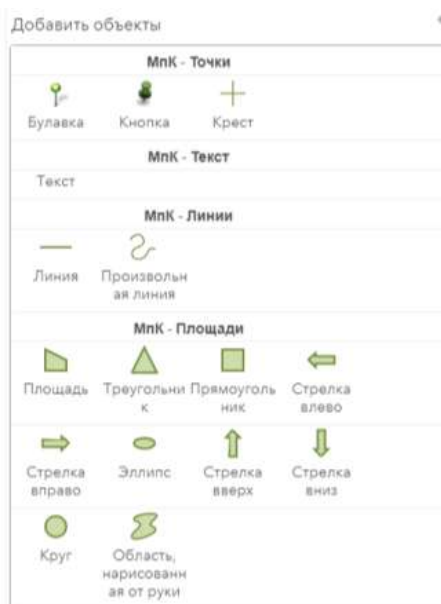 Добавить объекты
МпК - Точки
Булавка Кнопка Крест
МпК - Текст
Текст
МпК - Линии
Линия Произвольн
ая линия
МпК - Площади
Площадь Треугольни Прямоуголь Стрелка
к ник влево
Стрелка Эллипс Стрелка Стрелка
вправо вверх вниз
Круг Область,
нарисованн
ая от руки